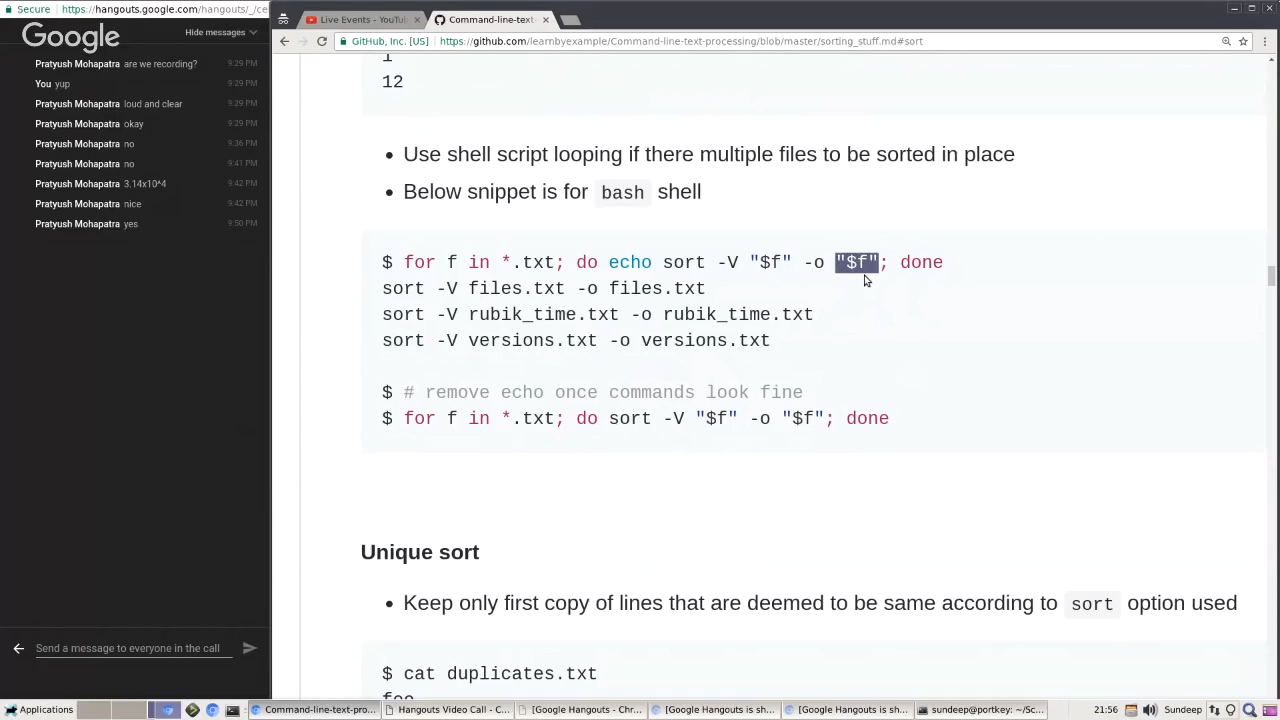 Secure https://hangouts.google.com/hangouts/_/ce
Google
Hide messages
Pratyush Mohapatra are we recording? 9:29 PM
You yup 9:29 PM
Pratyush Mohapatra loud and clear 9:29 PM
Pratyush Mohapatra okay 9:29 PM
Pratyush Mohapatra no 9:36 PM
Pratyush Mohapatra no 9:41 PM
Pratyush Mohapatra 3.14x10^4 9:42 PM
Pratyush Mohapatra nice 9:42 PM
Pratyush Mohapatra yes 9:50 PM
Send a message to everyone in the call
Live Events - YouTu
Command-line-text-
GitHub, Inc. [US] https://github.com/learnbyexample/Command-line-text-processing/blob/master/sorting_stuff.md#sort
1
12
• Use shell script looping if there multiple files to be sorted in place
• Below snippet is for bash shell
$ for f in *.txt; do echo sort -V "$f" -o "$f"; done
sort -V files.txt -o files.txt
sort -V rubik_time.txt -o rubik_time.txt
sort -V versions.txt -o versions.txt
$ # remove echo once commands look fine
$ for f in *.txt; do sort -V "$f" -o "$f"; done
Unique sort
• Keep only first copy of lines that are deemed to be same according to sort option used
$ cat duplicates.txt
foo
Applications
Command-line-text-pro...
Hangouts Video Call - C...
[Google Hangouts - Chr...
[Google Hangouts is sh...
[Google Hangouts is sh...
sundeep@portkey: ~/Sc...
21:56
Sundeep